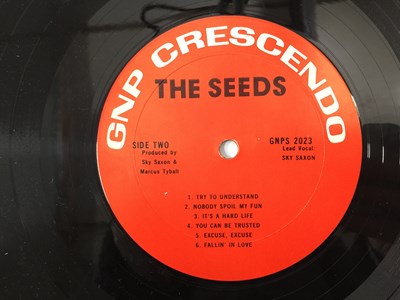 GNP CRESCENDO
THE SEEDS
SIDE TWO
Produced by
Sky Saxon &
Marcus Tybalt
GNPS 2023
Lead Vocal
SKY SAXON
1. TRY TO UNDERSTAND
2. NOBODY SPOIL MY FUN
3. IT'S A HARD LIFE
4. YOU CAN BE TRUSTED
5. EXCUSE, EXCUSE
6. FALLIN' IN LOVE